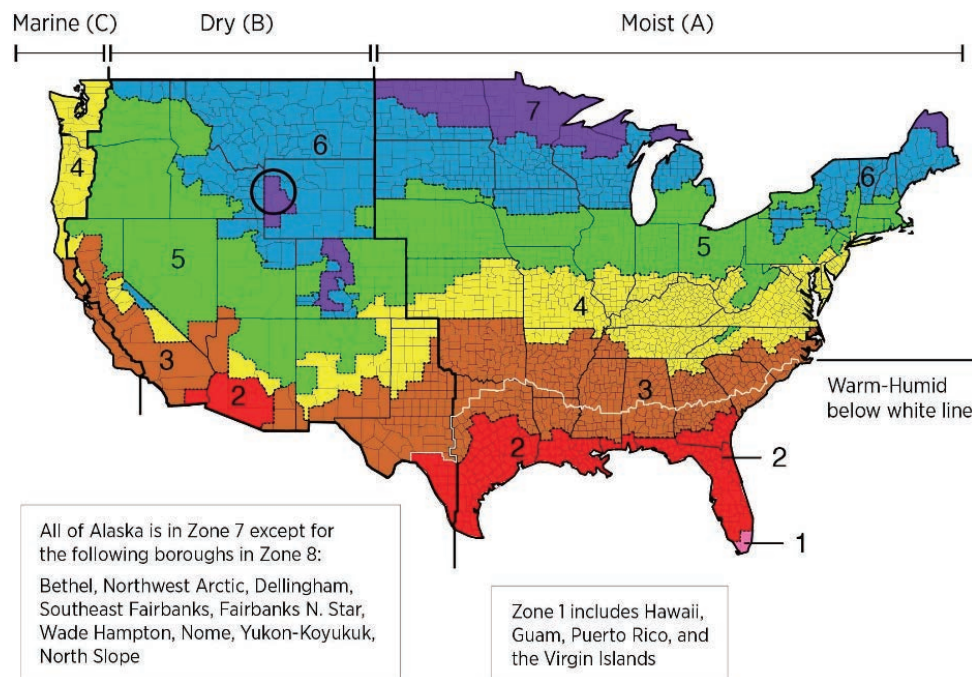 Marine (C)
Dry (B)
Moist (A)
7
6
4
6
5
5
4
3
3
Warm-Humid
below white line
2
2
2
1
All of Alaska is in Zone 7 except for
the following boroughs in Zone 8:
Bethel, Northwest Arctic, Dellingham,
Southeast Fairbanks, Fairbanks N. Star,
Wade Hampton, Nome, Yukon-Koyukuk,
North Slope
Zone 1 includes Hawaii,
Guam, Puerto Rico, and
the Virgin Islands